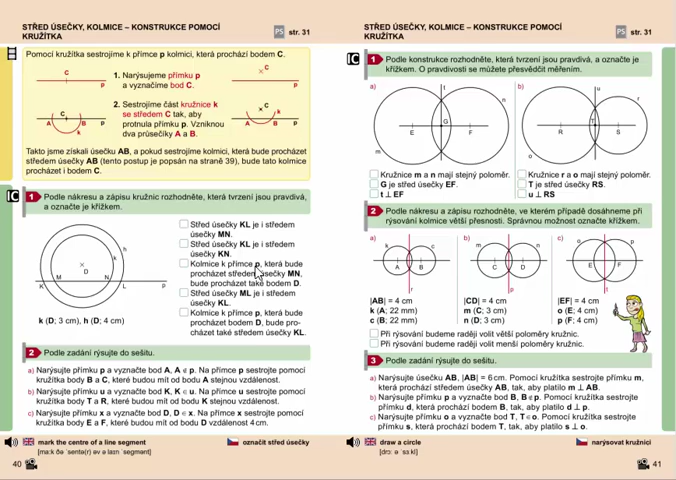 STŘED ÚSEČKY, KOLMICE – KONSTRUKCE POMOCÍ
KRUŽÍTKA
PS str. 31
Pomocí kružítka sestrojíme k přímce p kolmici, která prochází bodem C.
C
p
1. Narýsujeme přímku p
a vyznačíme bod C.
C
p
C
A B p
k
2. Sestrojíme část kružnice k
se středem C tak, aby
protnula přímku p. Vzniknou
dva průsečíky A a B.
C
k
A B p
Takto jsme získali úsečku AB, a pokud sestrojíme kolmici, která bude procházet
středem úsečky AB (tento postup je popsán na straně 39), bude tato kolmice
procházet i bodem C.
1 Podle nákresu a zápisu kružnic rozhodněte, která tvrzení jsou pravdivá,
a označte je křížkem.
h
k
D
M N
K L p
k (D; 3 cm), h (D; 4 cm)
Střed úsečky KL je i středem
úsečky MN.
Střed úsečky KL je i středem
úsečky KN.
Kolmice k přímce p, která bude
procházet středem úsečky MN,
bude procházet také bodem D.
Střed úsečky ML je i středem
úsečky KL.
Kolmice k přímce p, která bude
procházet bodem D, bude pro-
cházet také středem úsečky KL.
2 Podle zadání rýsujte do sešitu.
a) Narýsujte přímku p a vyznačte bod A, A ∈ p. Na přímce p sestrojte pomocí
kružítka body B a C, které budou mít od bodu A stejnou vzdálenost.
b) Narýsujte přímku u a vyznačte bod K, K ∈ u. Na přímce u sestrojte pomocí
kružítka body T a R, které budou mít od bodu K stejnou vzdálenost.
c) Narýsujte přímku x a vyznačte bod D, D ∈ x. Na přímce x sestrojte pomocí
kružítka body E a F, které budou mít od bodu D vzdálenost 4 cm.
mark the centre of a line segment
označit střed úsečky
40
STŘED ÚSEČKY, KOLMICE – KONSTRUKCE POMOCÍ
KRUŽÍTKA
PS str. 31
1 Podle konstrukce rozhodněte, která tvrzení jsou pravdivá, a označte je
křížkem. O pravdivosti se můžete přesvědčit měřením.
a)
t
n
G
E F
m
b)
u
r
T
R S
o
Kružnice m a n mají stejný poloměr.
G je střed úsečky EF.
t ⊥ EF
Kružnice r a o mají stejný poloměr.
T je střed úsečky RS.
u ⊥ RS
2 Podle nákresu a zápisu rozhodněte, ve kterém případě dosáhneme při
rýsování kolmice větší přesnosti. Správnou možnost označte křížkem.
a)
k c
A B
r
b)
m n
C D
p
c)
o p
E F
t
|AB| = 4 cm
k (A; 22 mm)
c (B; 22 mm)
|CD| = 4 cm
m (C; 3 cm)
n (D; 3 cm)
|EF| = 4 cm
o (E; 4 cm)
p (F; 4 cm)
Při rýsování budeme raději volit větší poloměry kružnic.
Při rýsování budeme raději volit menší poloměry kružnic.
3 Podle zadání rýsujte do sešitu.
a) Narýsujte úsečku AB, |AB| = 6 cm. Pomocí kružítka sestrojte přímku m,
která prochází středem úsečky AB, tak, aby platilo m ⊥ AB.
b) Narýsujte přímku p a vyznačte bod B, B ∉ p. Pomocí kružítka sestrojte
přímku d, která prochází bodem B, tak, aby platilo d ⊥ p.
c) Narýsujte přímku o a vyznačte bod T, T ∈ o. Pomocí kružítka sestrojte
přímku s, která prochází bodem T, tak, aby platilo s ⊥ o.
draw a circle
narýsovat kružnici
41